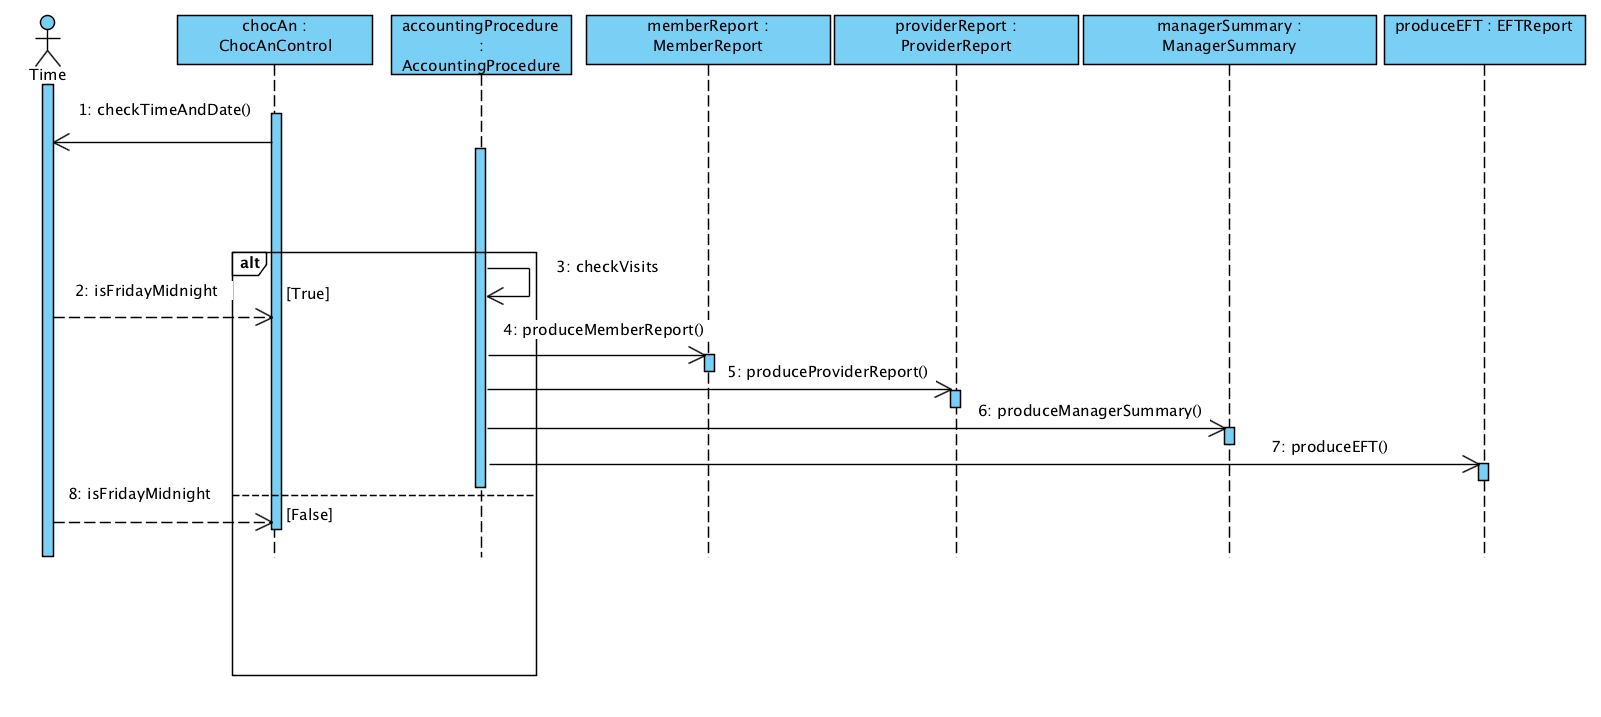 Time
chocAn :
ChocAnControl
accountingProcedure
:
AccountingProcedure
memberReport :
MemberReport
providerReport :
ProviderReport
managerSummary :
ManagerSummary
produceEFT : EFTReport
1: checkTimeAndDate()
alt
3: checkVisits
2: isFridayMidnight
[True]
4: produceMemberReport()
5: produceProviderReport()
6: produceManagerSummary()
7: produceEFT()
8: isFridayMidnight
[False]